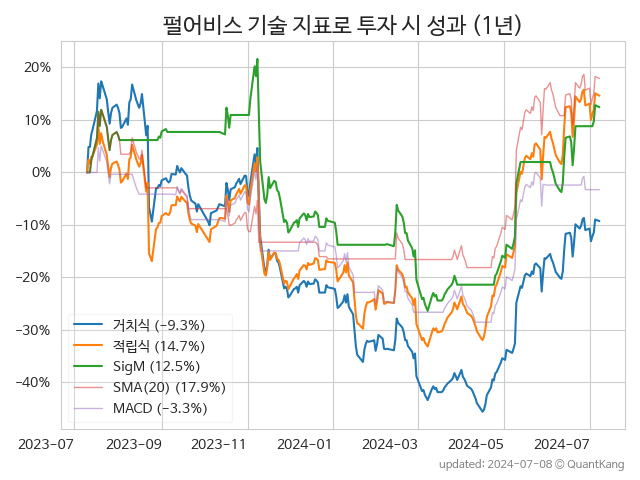 펄어비스 기술 지표로 투자 시 성과 (1년)
20%
10%
0%
−10%
−20%
−30%
−40%
거치식 (−9.3%)
적립식 (14.7%)
SigM (12.5%)
SMA(20) (17.9%)
MACD (−3.3%)
2023-07 2023-09 2023-11 2024-01 2024-03 2024-05 2024-07
updated: 2024-07-08 © QuantKang